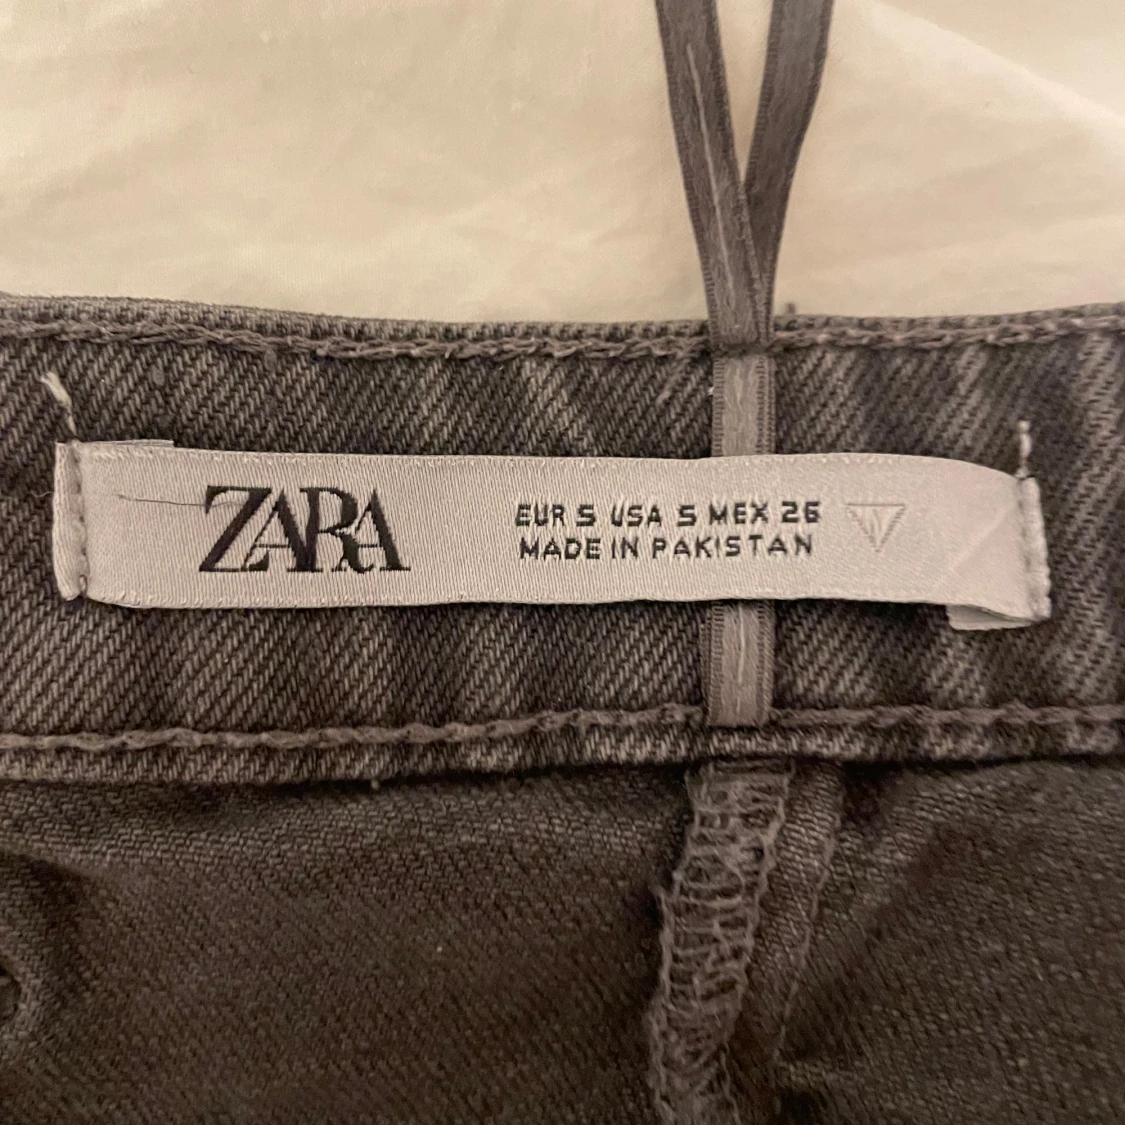 ZARA
EUR S USA S MEX 26
MADE IN PAKISTAN